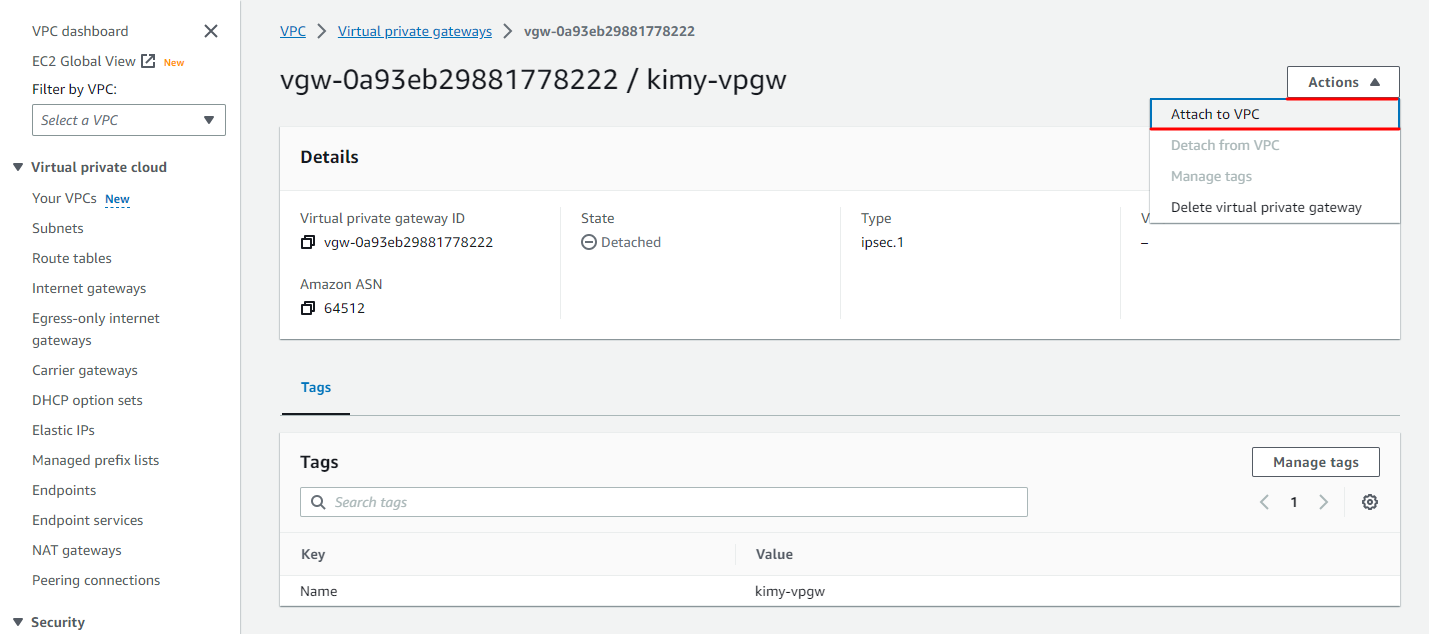 VPC dashboard
EC2 Global View New
Filter by VPC:
Select a VPC
Virtual private cloud
Your VPCs New
Subnets
Route tables
Internet gateways
Egress-only internet
gateways
Carrier gateways
DHCP option sets
Elastic IPs
Managed prefix lists
Endpoints
Endpoint services
NAT gateways
Peering connections
Security
VPC > Virtual private gateways > vgw-0a93eb29881778222
vgw-0a93eb29881778222 / kimy-vpgw
Actions
Attach to VPC
Detach from VPC
Manage tags
Delete virtual private gateway
Details
Virtual private gateway ID
vgw-0a93eb29881778222
State
Detached
Type
ipsec.1
–
Amazon ASN
64512
Tags
Tags
Manage tags
Search tags
1
Key Value
Name kimy-vpgw